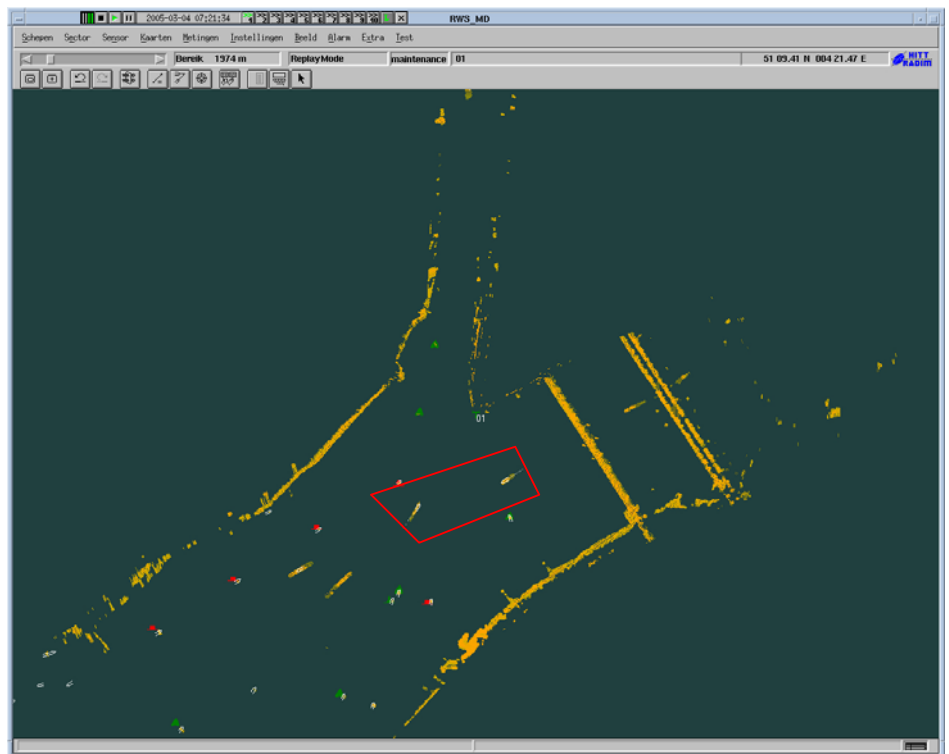 2005-03-04 07:21:34
RWS_MD
Schepen Sector Sensor Kaarten Metingen Instellingen Beeld Alarm Extra Test
Bereik 1974 m ReplayMode maintenance 01 51 09.41 N 004 21.47 E
HITT
RADIM
01